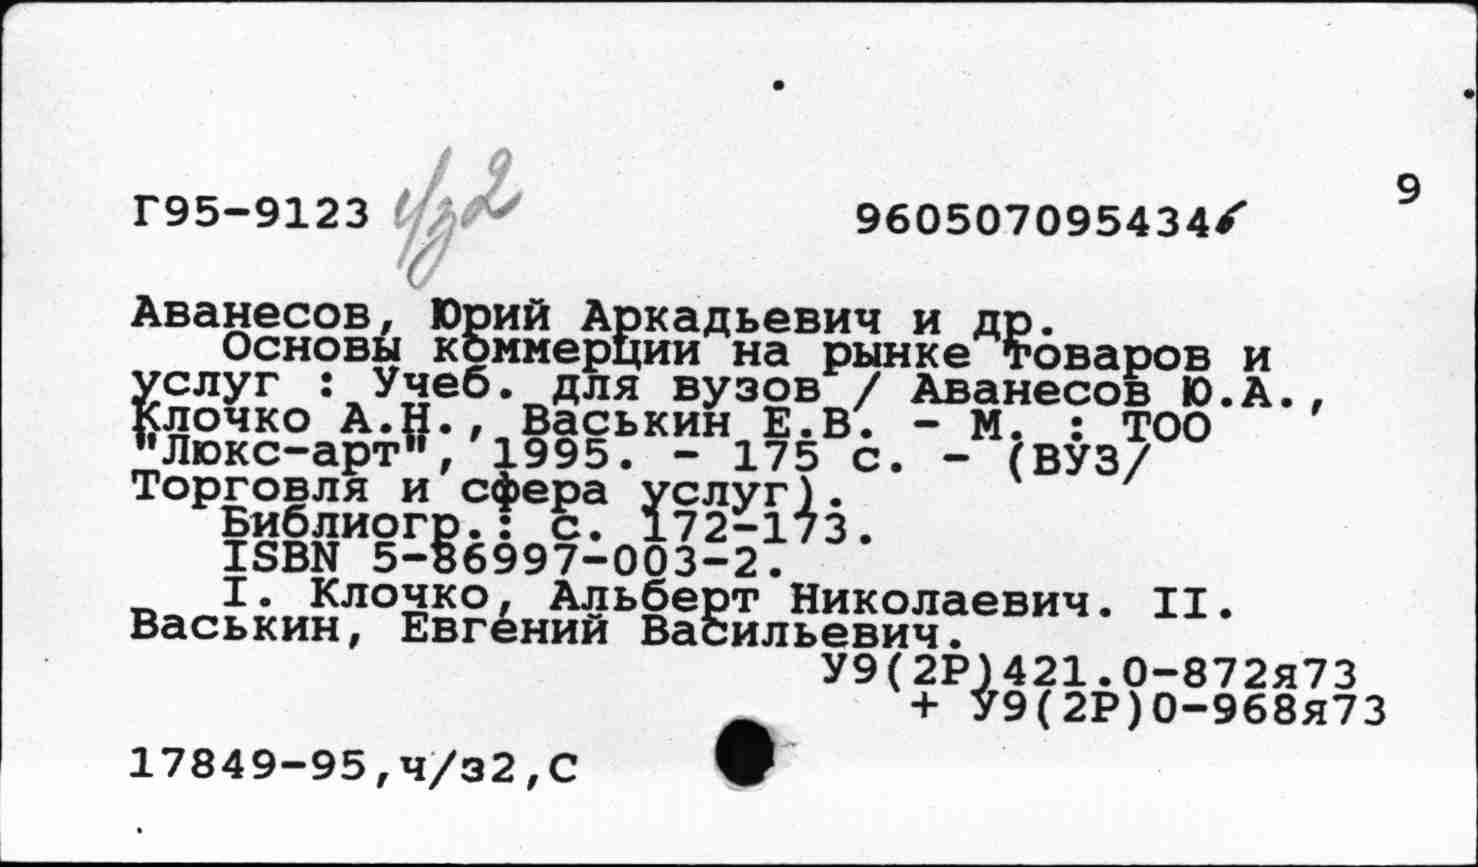 9
Г95-9123 ч/з2 9605070954346
Аванесов, Юрий Аркадьевич и др.
Основы коммерции на рынке товаров и
услуг : Учеб. для вузов / Аванесов Ю.А.,
Клочко А.Н., Васькин Е.В. - М. : ТОО
"Люкс-арт", 1995. - 175 с. - (ВУЗ/
Торговля и сфера услуг).
Библиогр.: с. 172-173.
ISBN 5-86997-003-2.
I. Клочко, Альберт Николаевич. II.
Васькин, Евгений Васильевич.
У9(2Р)421.0-872я73
+ У9(2Р)0-968я73
17849-95,ч/з2,С